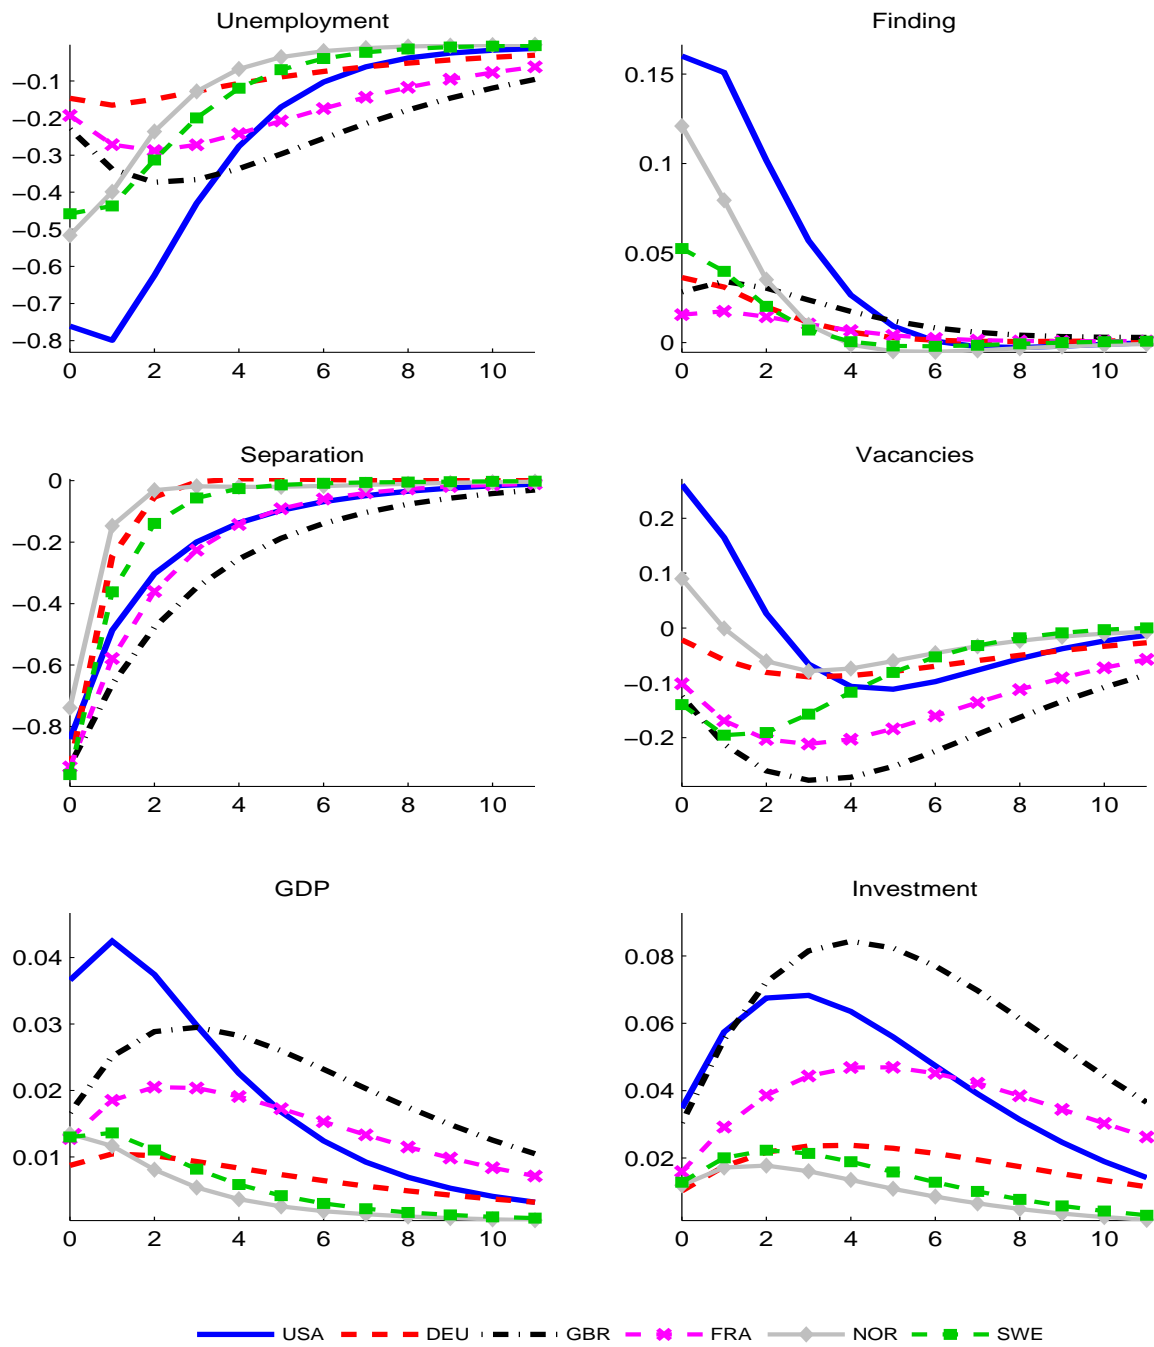 Unemployment
Finding
−0.1
−0.2
−0.3
−0.4
−0.5
−0.6
−0.7
−0.8
0 2 4 6 8 10
0.15
0.1
0.05
0
0 2 4 6 8 10
Separation
Vacancies
0
−0.2
−0.4
−0.6
−0.8
0 2 4 6 8 10
0.2
0.1
0
−0.1
−0.2
0 2 4 6 8 10
GDP
Investment
0.04
0.03
0.02
0.01
0 2 4 6 8 10
0.08
0.06
0.04
0.02
0 2 4 6 8 10
USA DEU GBR FRA NOR SWE